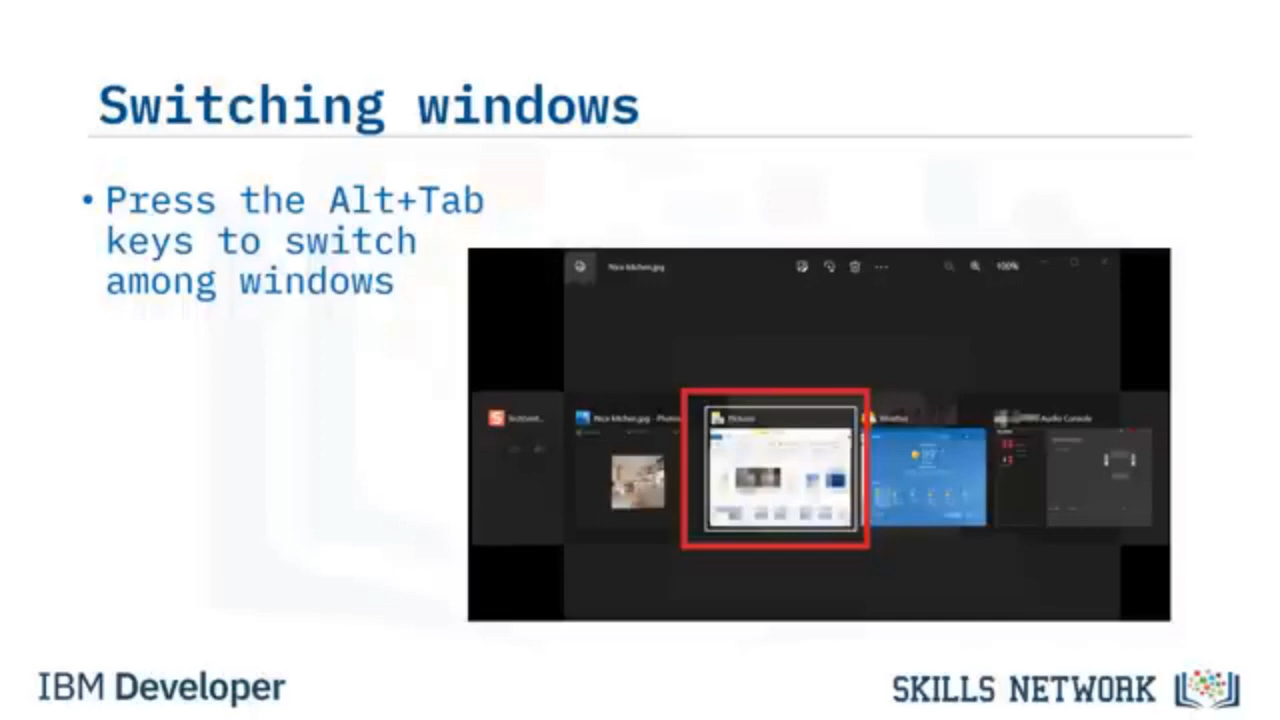 Switching windows
• Press the Alt+Tab
keys to switch
among windows
Nice kitchen.jpg
100%
Nice kitchen.jpg - Photos
Pictures
Weather
Audio Console
IBM Developer
SKILLS NETWORK